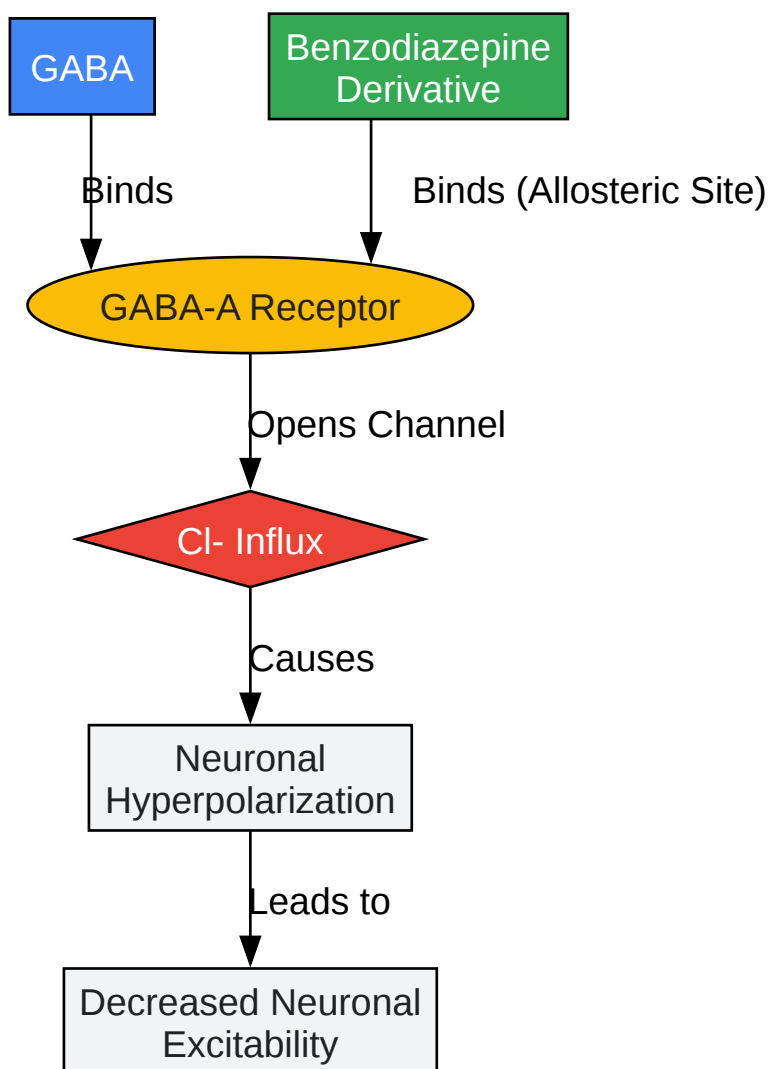 GABA
Benzodiazepine
Derivative
Binds
Binds (Allosteric Site)
GABA-A Receptor
Opens Channel
Cl- Influx
Causes
Neuronal
Hyperpolarization
Leads to
Decreased Neuronal
Excitability